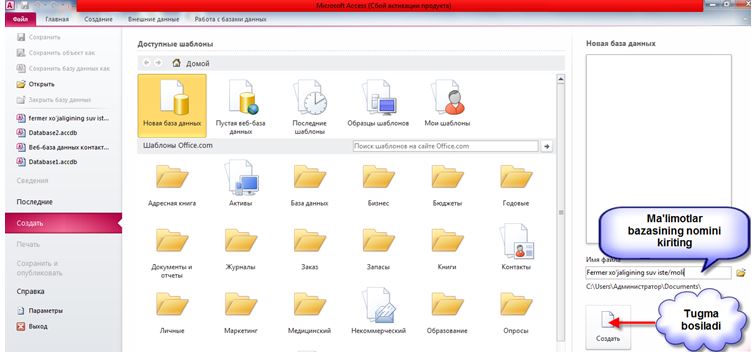 Microsoft Access (Сбой активации продукта)
Файл Главная Создание Внешние данные Работа с базами данных
Сохранить
Сохранить объект как
Сохранить базу данных как
Открыть
Закрыть базу данных
fermer xo'jaligining suv iste...
Database2.accdb
Веб-база данных контакт...
Database1.accdb
Сведения
Последние
Создать
Печать
Сохранить и
опубликовать
Справка
Параметры
Выход
Доступные шаблоны
Домой
Новая база данных
Пустая веб-база
данных
Последние
шаблоны
Образцы шаблонов
Мои шаблоны
Шаблоны Office.com
Поиск шаблонов на сайте Office.com
Адресная книга
Активы
База данных
Бизнес
Бюджеты
Годовые
Документы и
отчеты
Журналы
Заказ
Запасы
Книги
Контакты
Личные
Маркетинг
Медицинский
Некоммерческий
Образование
Опросы
Новая база данных
Ma'limotlar
bazasining nomini
kiriting
Имя файла
Fermer xo'jaligining suv iste/moli
C:\Users\Администратор\Documents\
Создать
Tugma
bosiladi